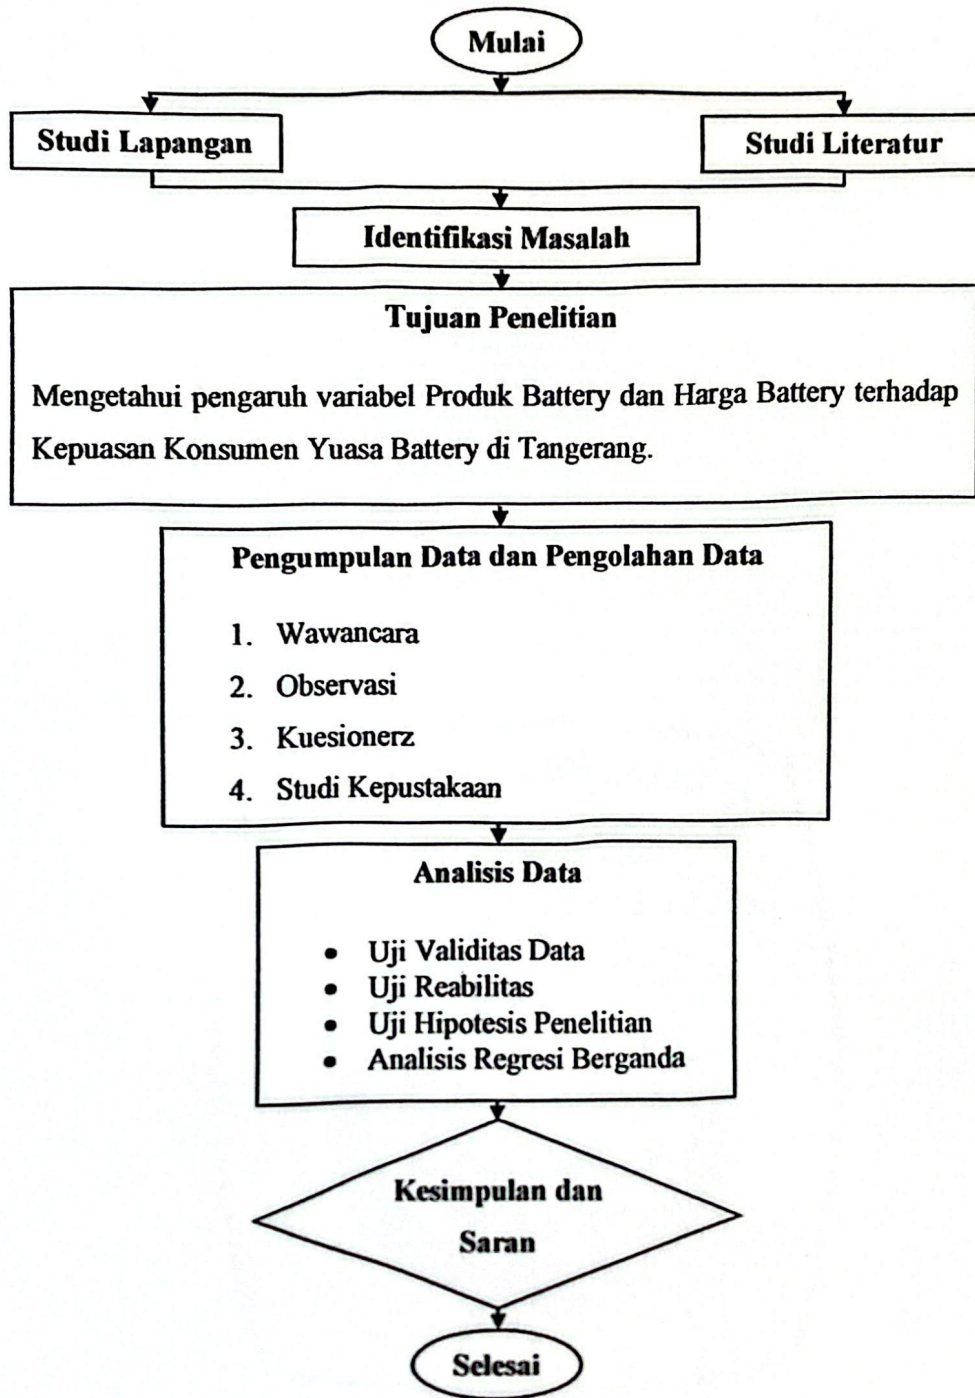 Mulai
Studi Lapangan
Studi Literatur
Identifikasi Masalah
Tujuan Penelitian
Mengetahui pengaruh variabel Produk Battery dan Harga Battery terhadap
Kepuasan Konsumen Yuasa Battery di Tangerang.
Pengumpulan Data dan Pengolahan Data
1. Wawancara
2. Observasi
3. Kuesionerz
4. Studi Kepustakaan
Analisis Data
• Uji Validitas Data
• Uji Reabilitas
• Uji Hipotesis Penelitian
• Analisis Regresi Berganda
Kesimpulan dan
Saran
Selesai